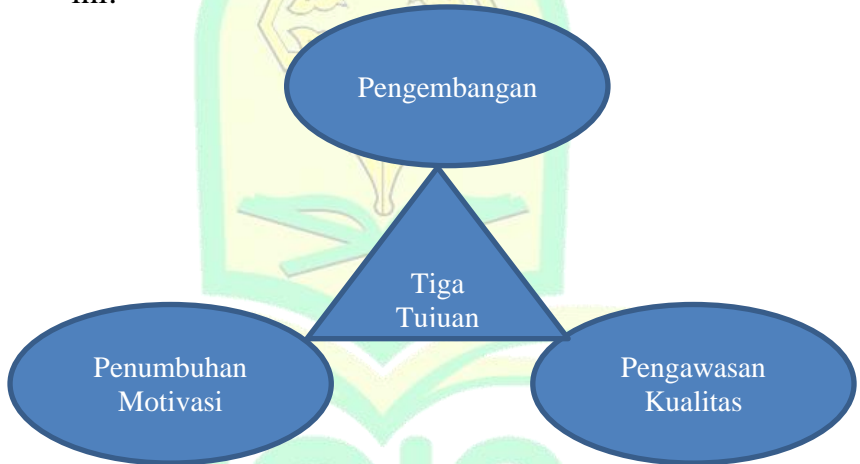 Pengembangan
Tiga
Tujuan
Penumbuhan
Motivasi
Pengawasan
Kualitas